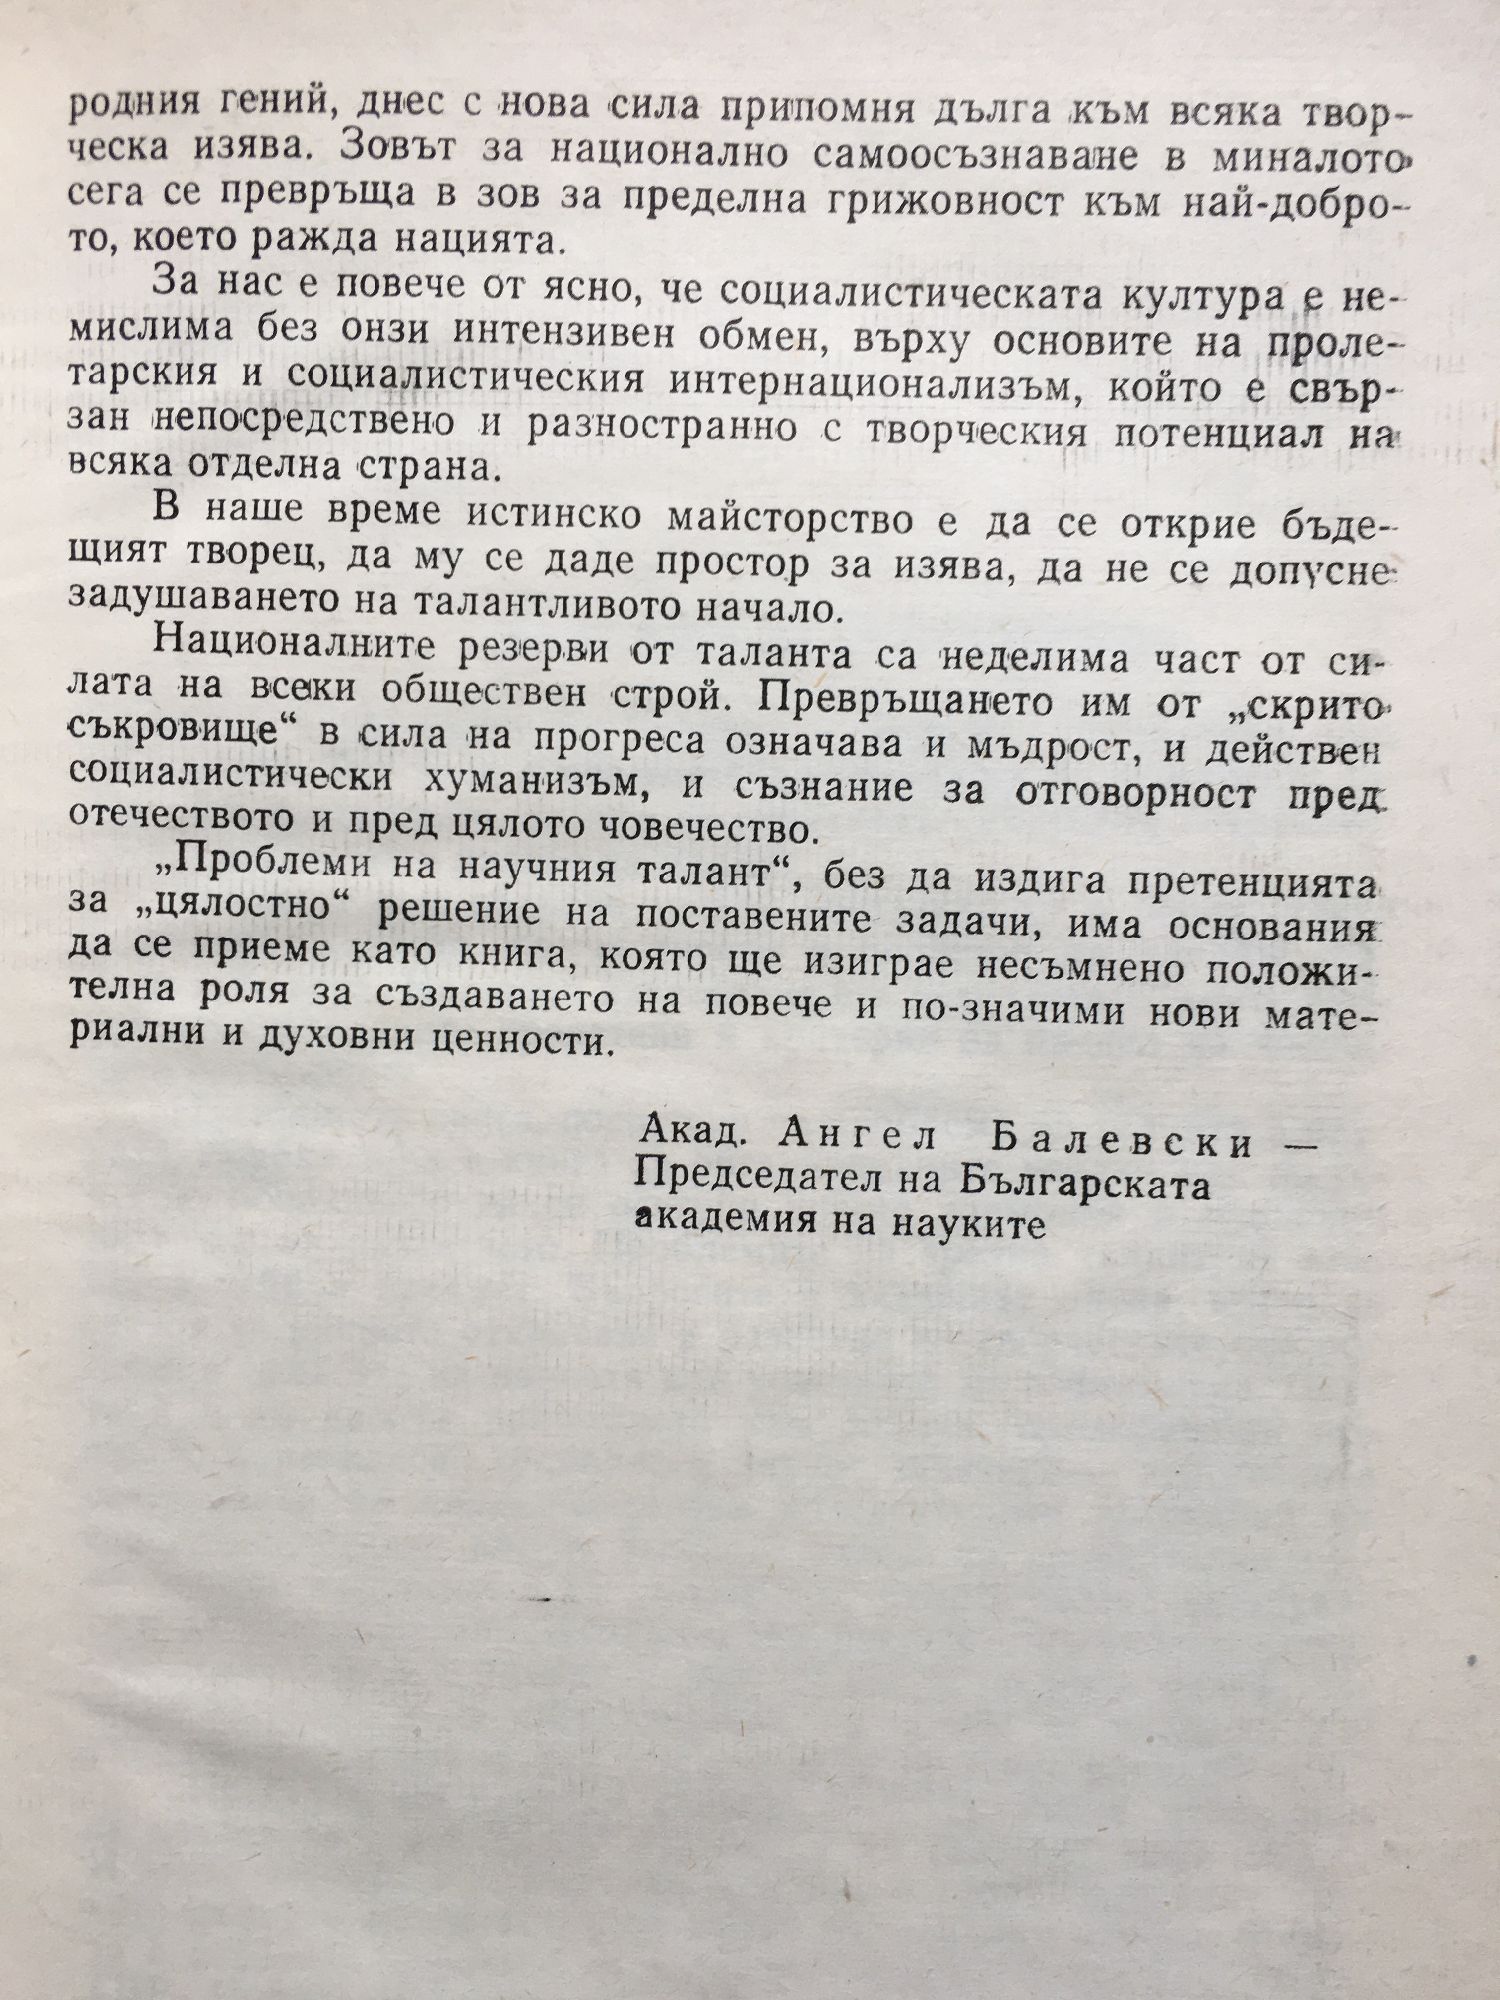 родния гений, днес с нова сила припомня дълга към всяка твор-
ческа изява. Зовът за национално самоосъзнаване в миналото
сега се превръща в зов за пределна грижовност към най-добро-
то, което ражда нацията.
За нас е повече от ясно, че социалистическата култура е не-
мислима без онзи интензивен обмен, върху основите на проле-
тарския и социалистическия интернационализъм, който е свър-
зан непосредствено и разностранно с творческия потенциал на
всяка отделна страна.
В наше време истинско майсторство е да се открие бъде-
щият творец, да му се даде простор за изява, да не се допусне
задушаването на талантливото начало.
Националните резерви от таланта са неделима част от си-
лата на всеки обществен строй. Превръщането им от „скрито
съкровище“ в сила на прогреса означава и мъдрост, и действен
социалистически хуманизъм, и съзнание за отговорност пред
отечеството и пред цялото човечество.
„Проблеми на научния талант“, без да издига претенцията
за „цялостно“ решение на поставените задачи, има основания
да се приеме като книга, която ще изиграе несъмнено положи-
телна роля за създаването на повече и по-значими нови мате-
риални и духовни ценности.
Акад. Ангел Балевски —
Председател на Българската
академия на науките